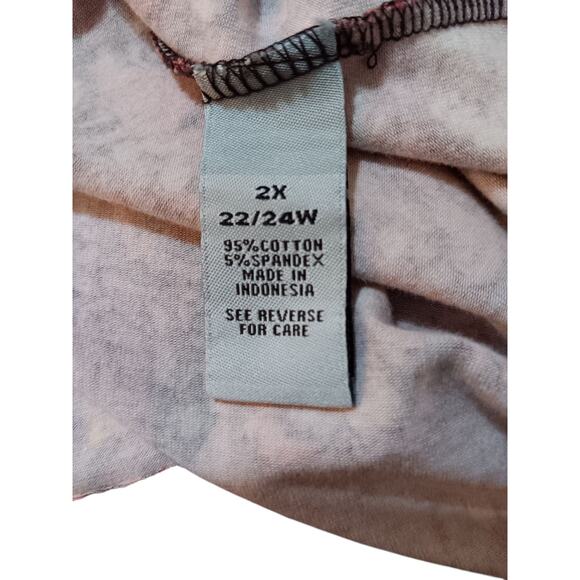 2X
22/24W
95%COTTON
5%SPANDEX
MADE IN
INDONESIA
SEE REVERSE
FOR CARE